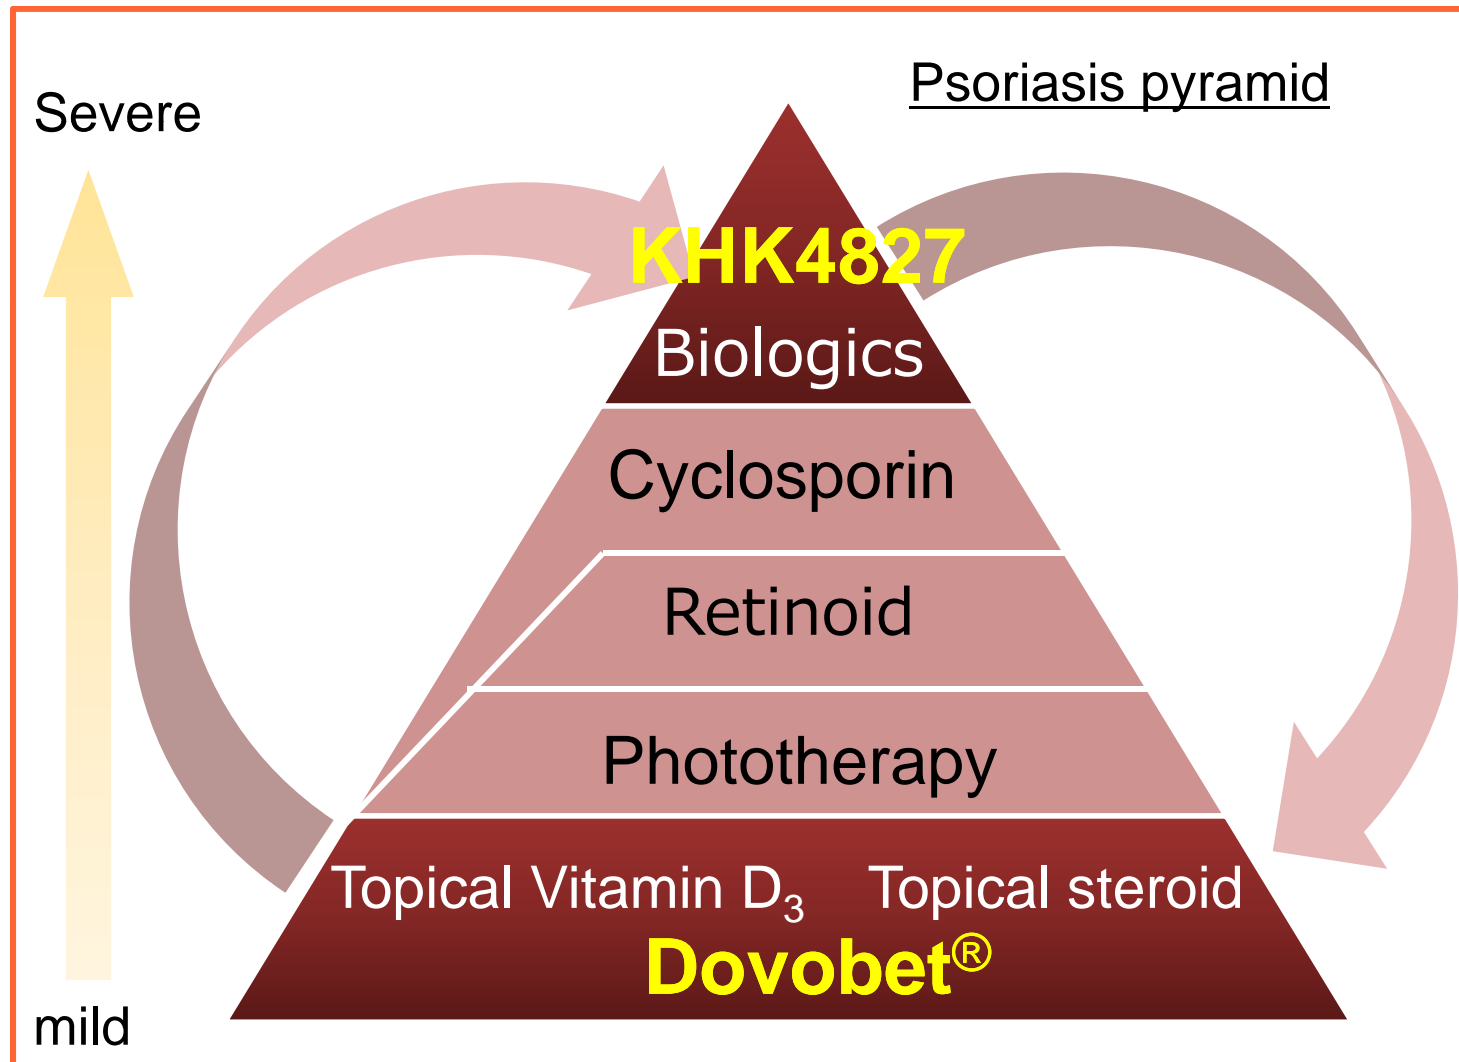 Psoriasis pyramid
Severe
KHK4827
Biologics
Cyclosporin
Retinoid
Phototherapy
Topical Vitamin D₃ Topical steroid
Dovobet®
mild